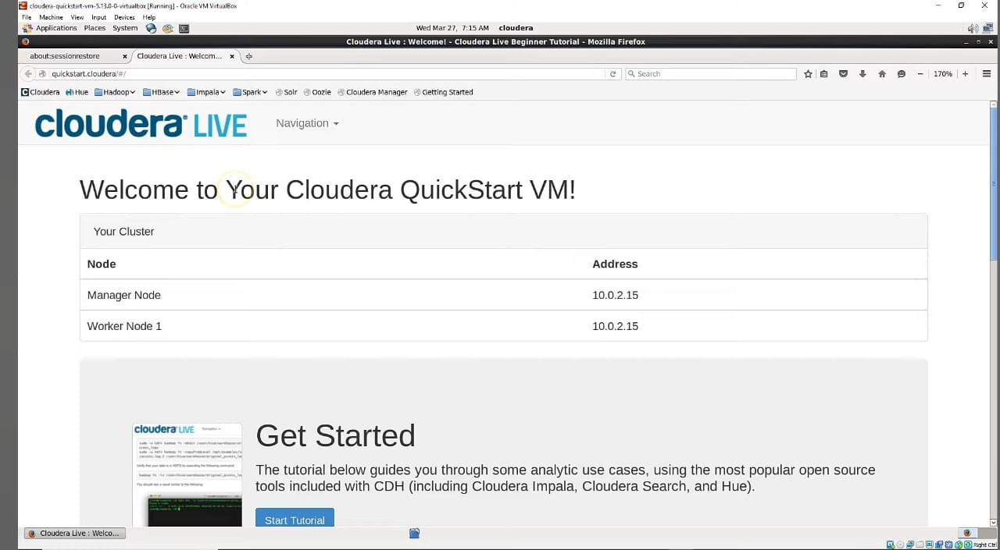 cloudera-quickstart-vm-5.13.0-0-virtualbox [Running] - Oracle VM VirtualBox
File Machine View Input Devices Help
Applications Places System Wed Mar 27, 7:15 AM cloudera
Cloudera Live : Welcome! - Cloudera Live Beginner Tutorial - Mozilla Firefox
about:sessionrestore × Cloudera Live : Welcom... ×
quickstart.cloudera/#/ Search 170%
Cloudera Hue Hadoop HBase Impala Spark Solr Oozie Cloudera Manager Getting Started
cloudera LIVE Navigation
Welcome to Your Cloudera QuickStart VM!
Your Cluster
Node Address
Manager Node 10.0.2.15
Worker Node 1 10.0.2.15
cloudera LIVE Navigation
Get Started
The tutorial below guides you through some analytic use cases, using the most popular open source
tools included with CDH (including Cloudera Impala, Cloudera Search, and Hue).
Start Tutorial
Cloudera Live : Welco...
Right Ctrl